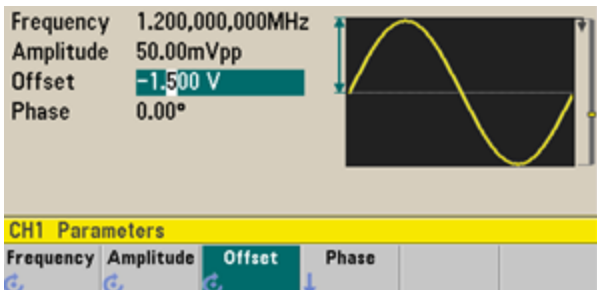 Frequency 1.200,000,000MHz
Amplitude 50.00mVpp
Offset -1.500 V
Phase 0.00°
CH1 Parameters
Frequency Amplitude Offset Phase